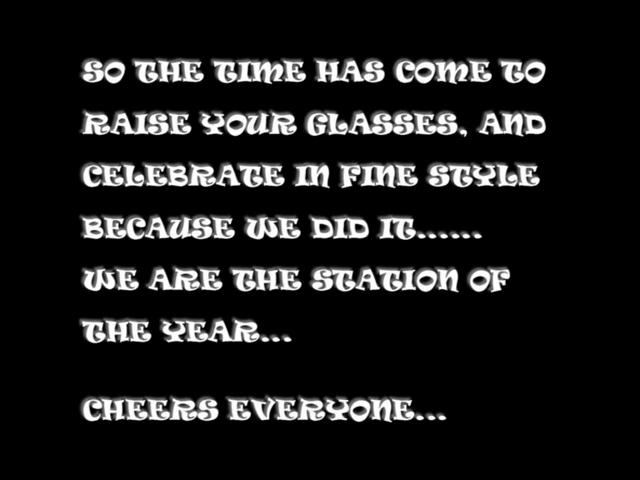 SO THE TIME HAS COME TO
RAISE YOUR GLASSES, AND
CELEBRATE IN FINE STYLE
BECAUSE WE DID IT......
WE ARE THE STATION OF
THE YEAR...
CHEERS EVERYONE...